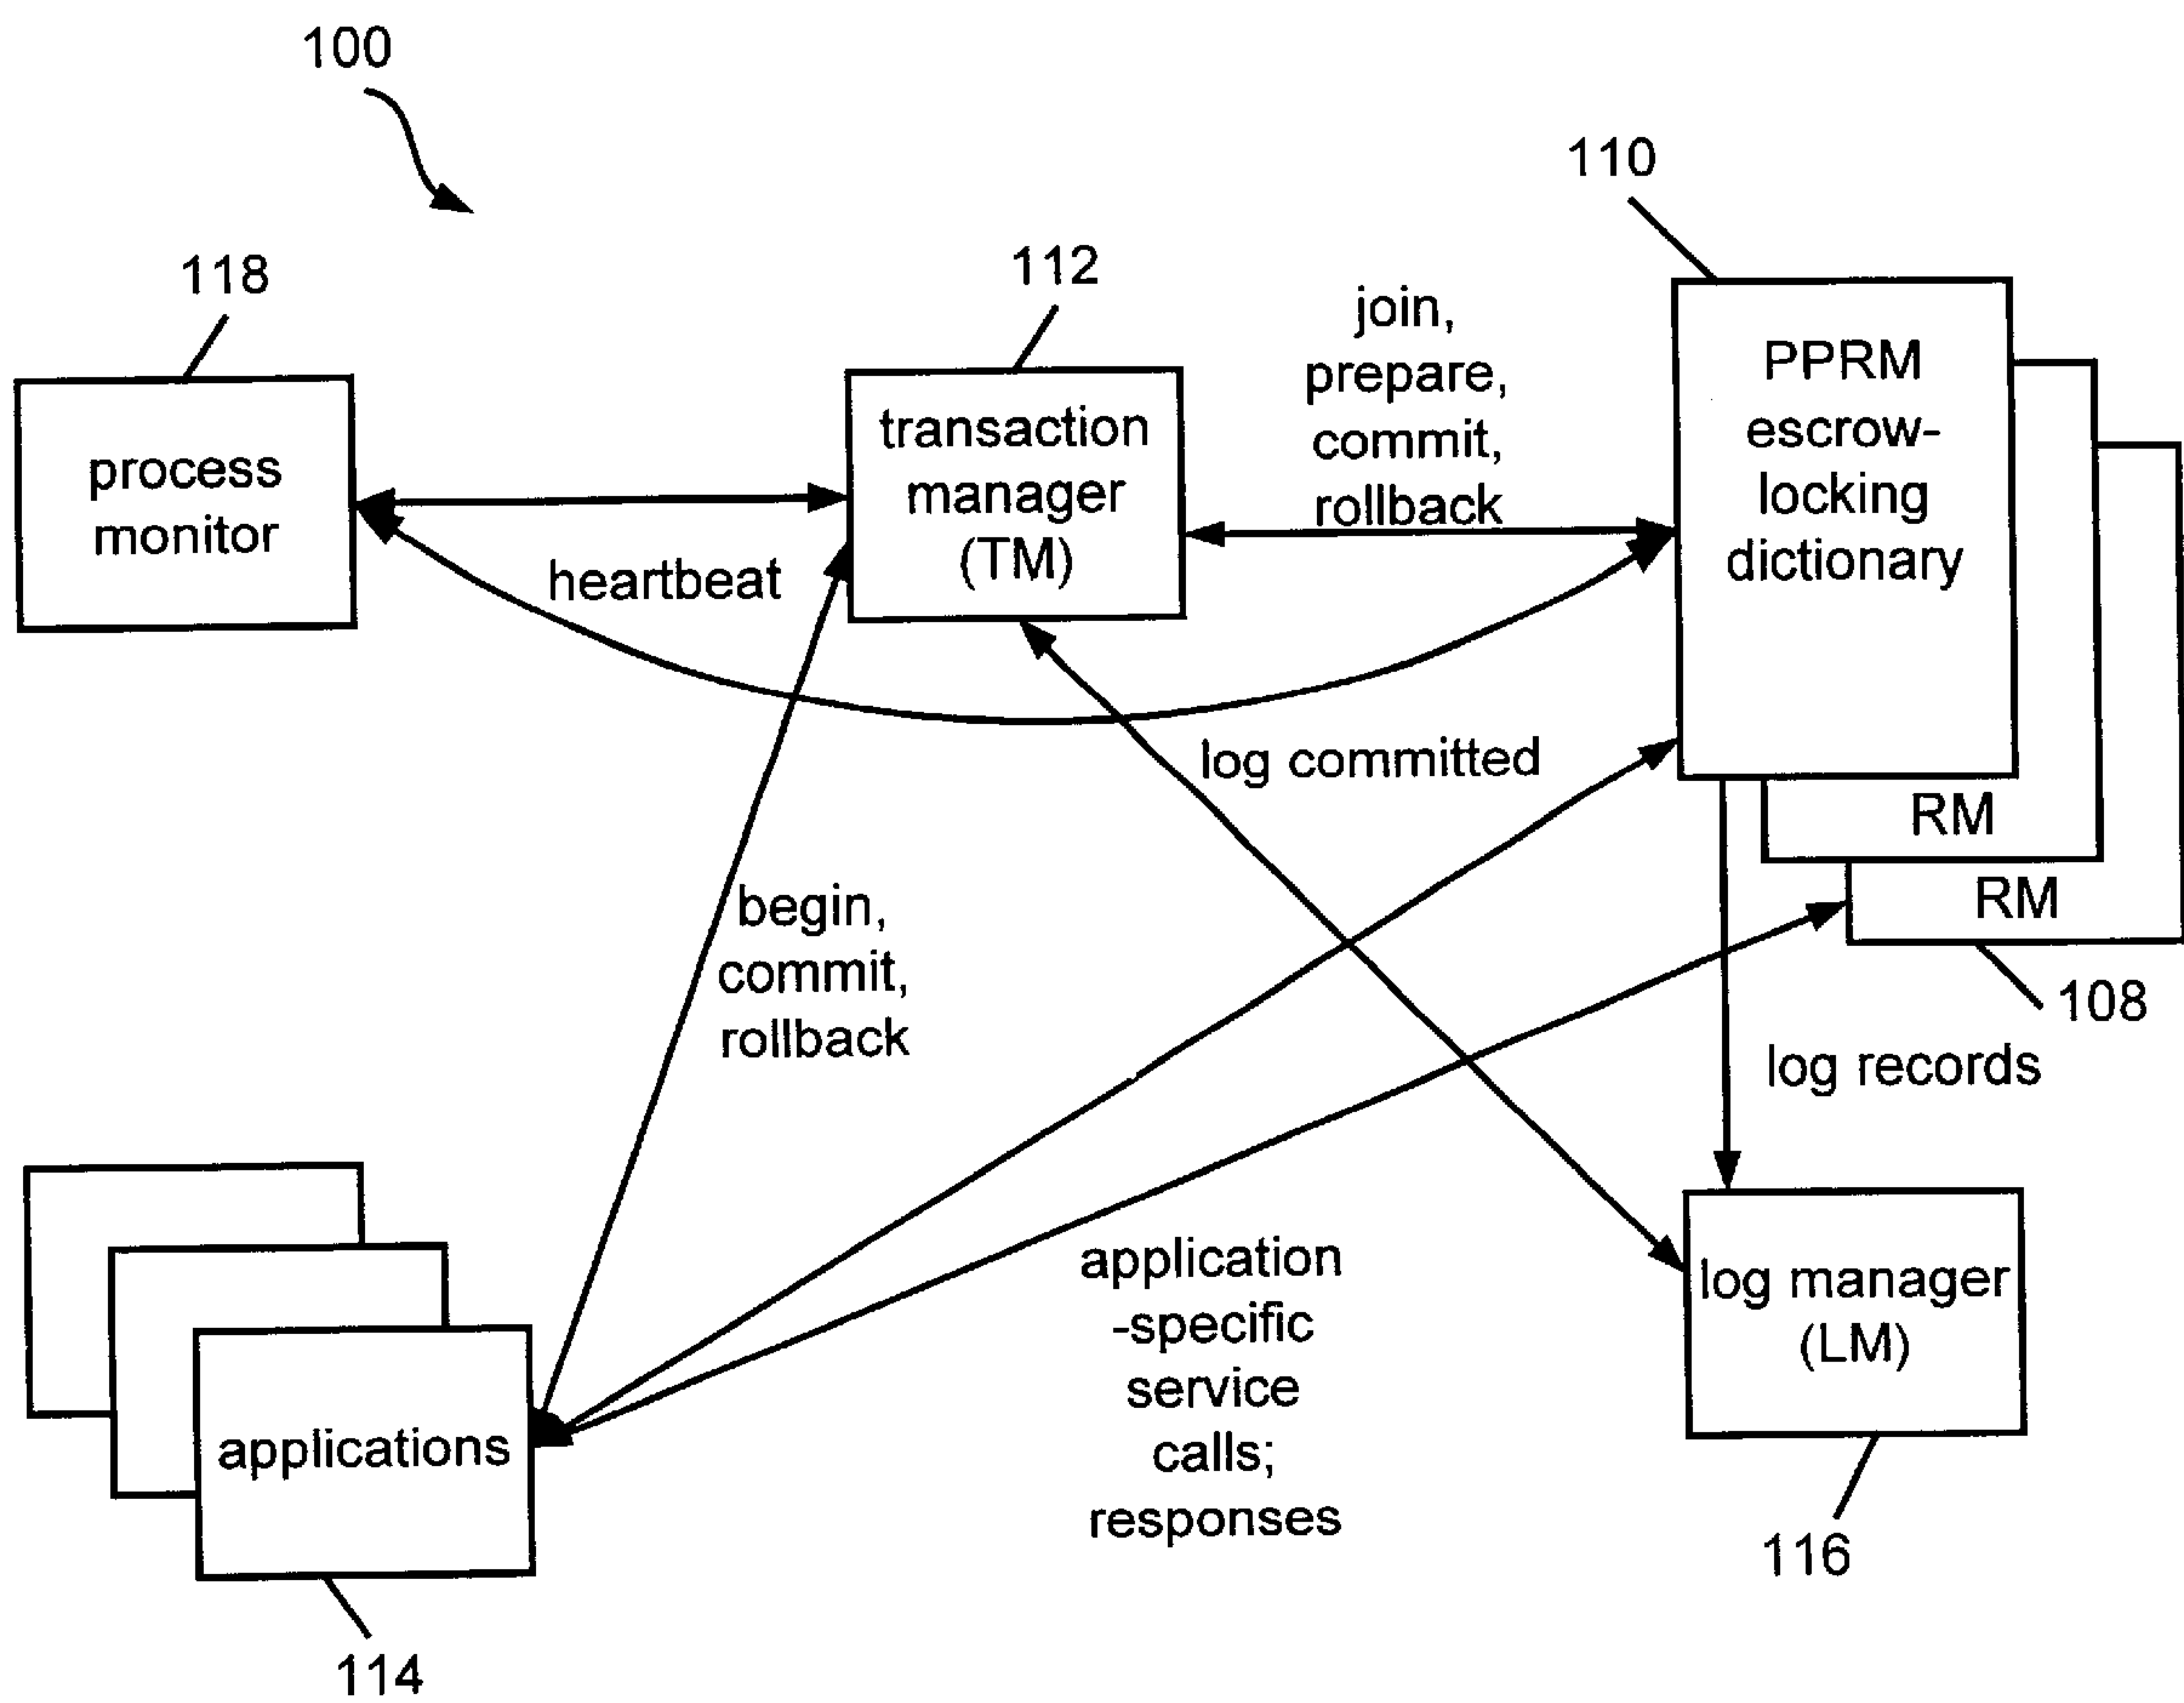 100
110
118
112
join,
prepare,
commit,
rollback
PPRM
escrow-
locking
dictionary
transaction
manager
(TM)
process
monitor
heartbeat
log committed
RM
RM
begin,
commit,
rollback
108
log records
application
-specific
service
calls;
responses
log manager
(LM)
applications
116
114